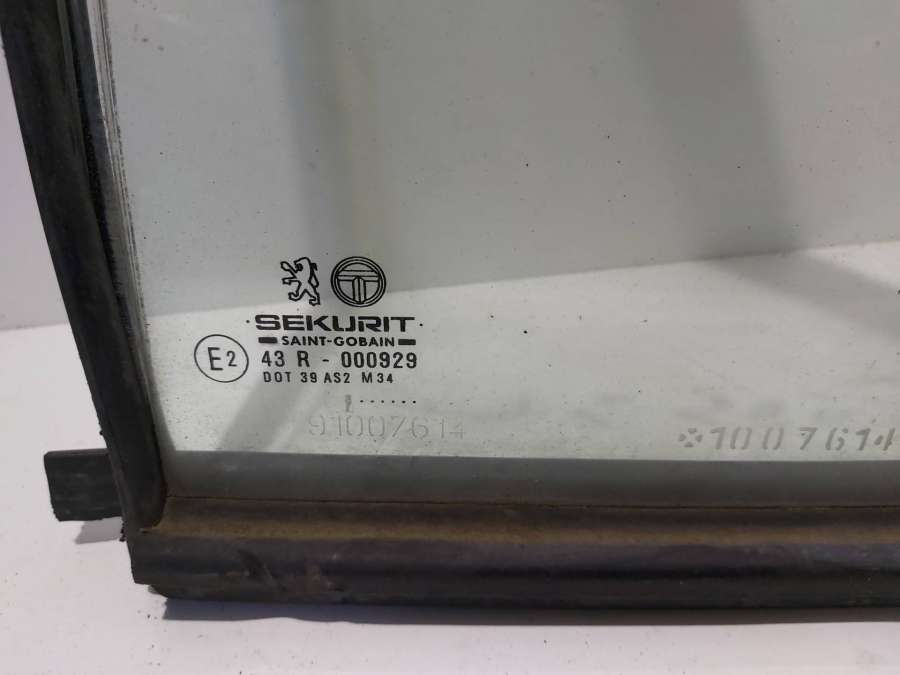 SEKURIT
SAINT-GOBAIN
E2
43 R - 000929
DOT 39 AS2 M34
91007614
1007614